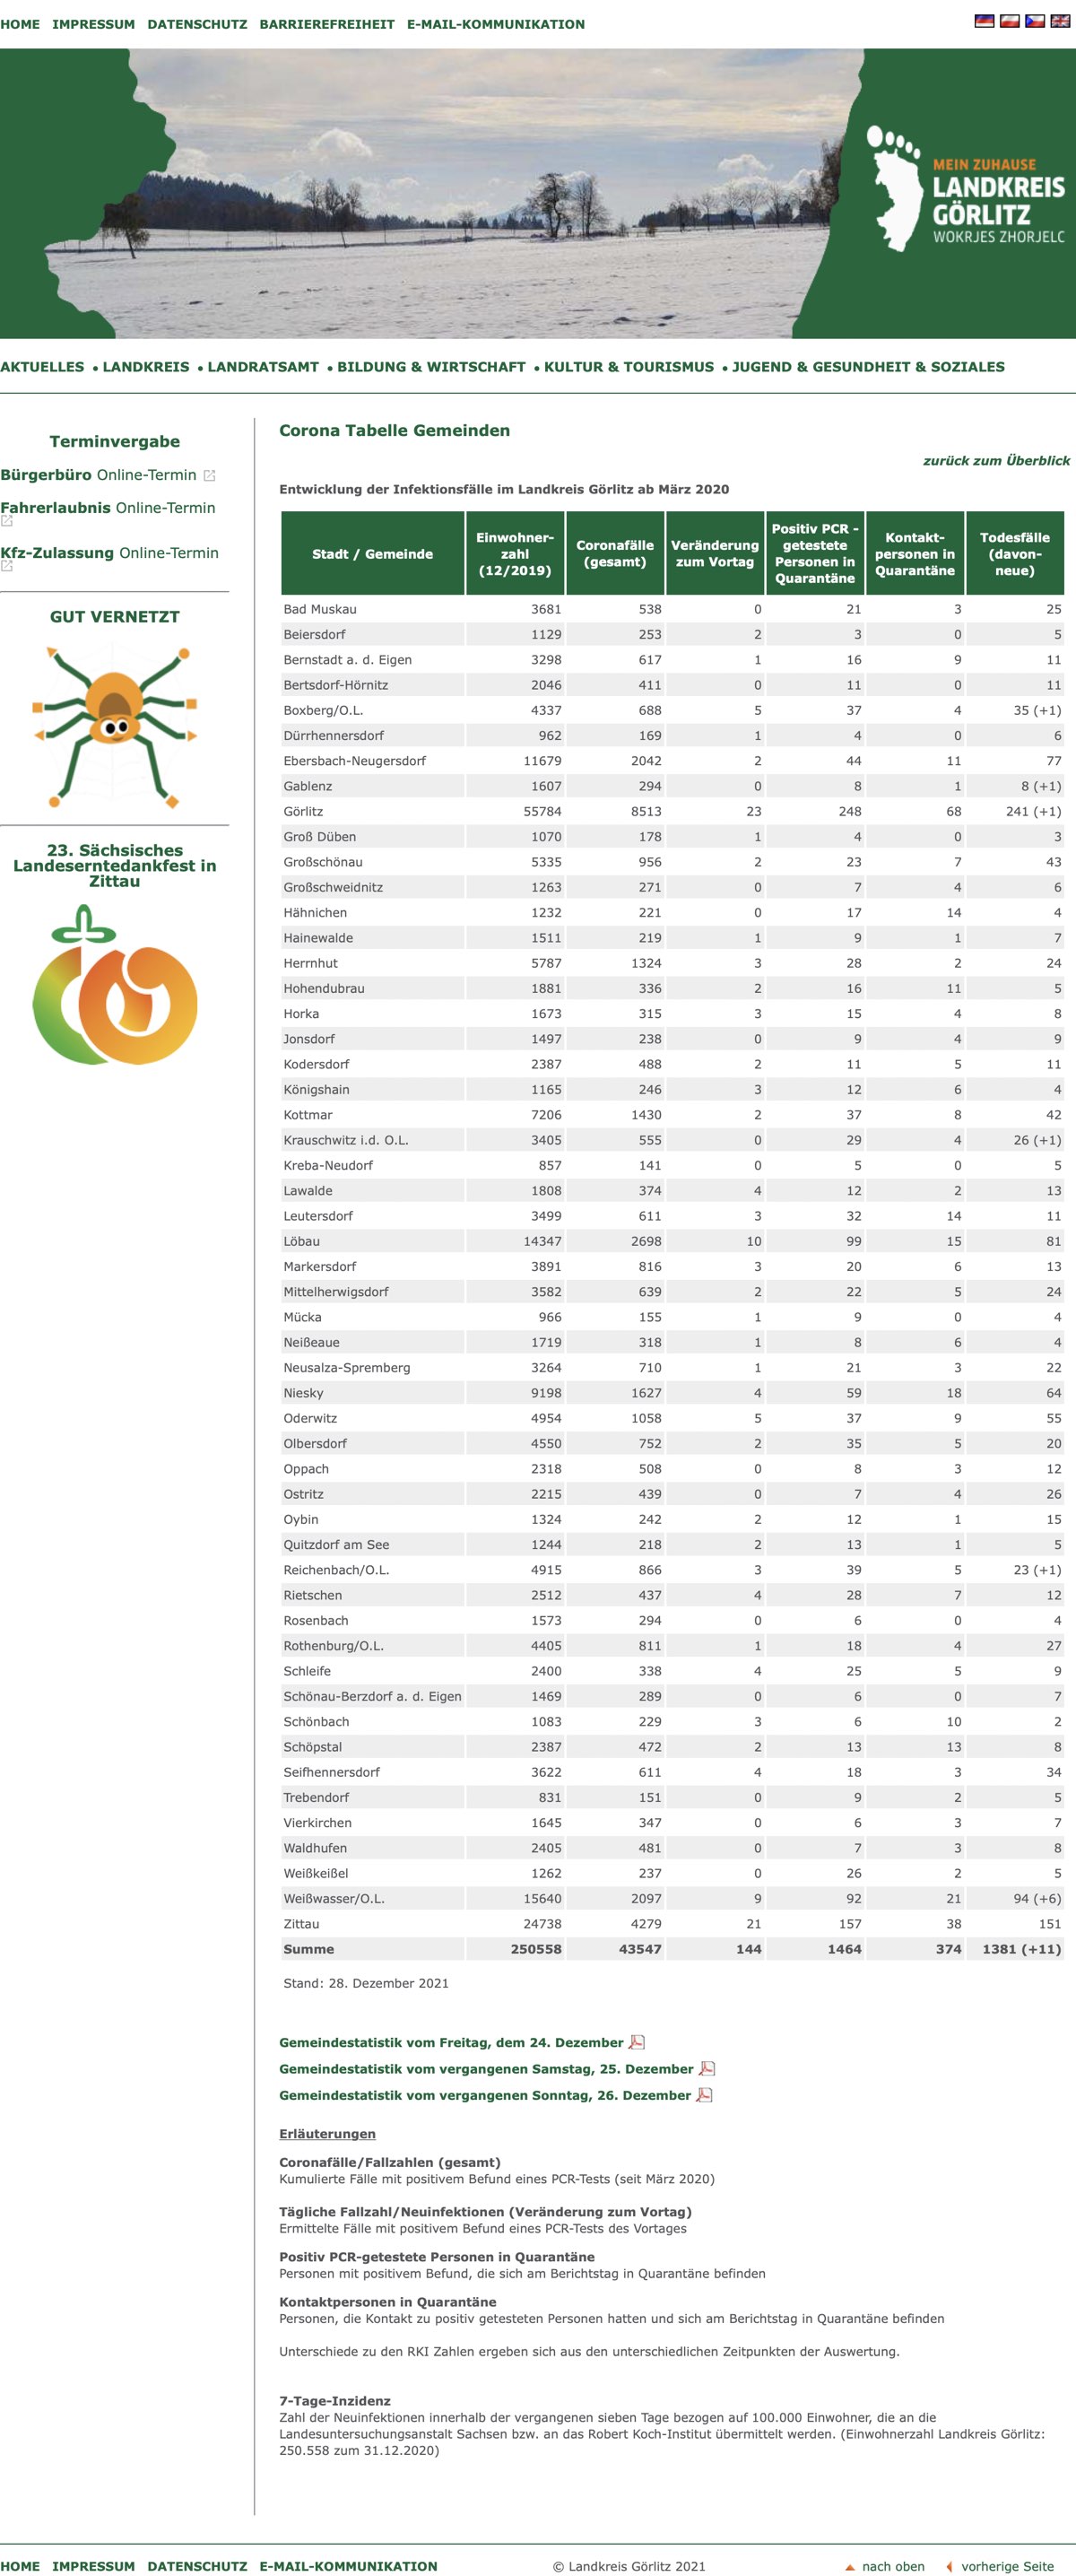 HOME IMPRESSUM DATENSCHUTZ BARRIEREFREIHEIT E-MAIL-KOMMUNIKATION
MEIN ZUHAUSE
LANDKREIS
GÖRLITZ
WOKRJES ZHORJELC
AKTUELLES • LANDKREIS • LANDRATSAMT • BILDUNG & WIRTSCHAFT • KULTUR & TOURISMUS • JUGEND & GESUNDHEIT & SOZIALES
Terminvergabe
Bürgerbüro Online-Termin
Fahrerlaubnis Online-Termin
Kfz-Zulassung Online-Termin
GUT VERNETZT
23. Sächsisches
Landeserntedankfest in
Zittau
Corona Tabelle Gemeinden
zurück zum Überblick
Entwicklung der Infektionsfälle im Landkreis Görlitz ab März 2020
Stadt / Gemeinde
Einwohner-
zahl
(12/2019)
Coronafälle
(gesamt)
Veränderung
zum Vortag
Positiv PCR -
getestete
Personen in
Quarantäne
Kontakt-
personen in
Quarantäne
Todesfälle
(davon-
neue)
Bad Muskau 3681 538 0 21 3 25
Beiersdorf 1129 253 2 3 0 5
Bernstadt a. d. Eigen 3298 617 1 16 9 11
Bertsdorf-Hörnitz 2046 411 0 11 0 11
Boxberg/O.L. 4337 688 5 37 4 35 (+1)
Dürrhennersdorf 962 169 1 4 0 6
Ebersbach-Neugersdorf 11679 2042 2 44 11 77
Gablenz 1607 294 0 8 1 8 (+1)
Görlitz 55784 8513 23 248 68 241 (+1)
Groß Düben 1070 178 1 4 0 3
Großschönau 5335 956 2 23 7 43
Großschweidnitz 1263 271 0 7 4 6
Hähnichen 1232 221 0 17 14 4
Hainewalde 1511 219 1 9 1 7
Herrnhut 5787 1324 3 28 2 24
Hohendubrau 1881 336 2 16 11 5
Horka 1673 315 3 15 4 8
Jonsdorf 1497 238 0 9 4 9
Kodersdorf 2387 488 2 11 5 11
Königshain 1165 246 3 12 6 4
Kottmar 7206 1430 2 37 8 42
Krauschwitz i.d. O.L. 3405 555 0 29 4 26 (+1)
Kreba-Neudorf 857 141 0 5 0 5
Lawalde 1808 374 4 12 2 13
Leutersdorf 3499 611 3 32 14 11
Löbau 14347 2698 10 99 15 81
Markersdorf 3891 816 3 20 6 13
Mittelherwigsdorf 3582 639 2 22 5 24
Mücka 966 155 1 9 0 4
Neißeaue 1719 318 1 8 6 4
Neusalza-Spremberg 3264 710 1 21 3 22
Niesky 9198 1627 4 59 18 64
Oderwitz 4954 1058 5 37 9 55
Olbersdorf 4550 752 2 35 5 20
Oppach 2318 508 0 8 3 12
Ostritz 2215 439 0 7 4 26
Oybin 1324 242 2 12 1 15
Quitzdorf am See 1244 218 2 13 1 5
Reichenbach/O.L. 4915 866 3 39 5 23 (+1)
Rietschen 2512 437 4 28 7 12
Rosenbach 1573 294 0 6 0 4
Rothenburg/O.L. 4405 811 1 18 4 27
Schleife 2400 338 4 25 5 9
Schönau-Berzdorf a. d. Eigen 1469 289 0 6 0 7
Schönbach 1083 229 3 6 10 2
Schöpstal 2387 472 2 13 13 8
Seifhennersdorf 3622 611 4 18 3 34
Trebendorf 831 151 0 9 2 5
Vierkirchen 1645 347 0 6 3 7
Waldhufen 2405 481 0 7 3 8
Weißkeißel 1262 237 0 26 2 5
Weißwasser/O.L. 15640 2097 9 92 21 94 (+6)
Zittau 24738 4279 21 157 38 151
Summe 250558 43547 144 1464 374 1381 (+11)
Stand: 28. Dezember 2021
Gemeindestatistik vom Freitag, dem 24. Dezember
Gemeindestatistik vom vergangenen Samstag, 25. Dezember
Gemeindestatistik vom vergangenen Sonntag, 26. Dezember
Erläuterungen
Coronafälle/Fallzahlen (gesamt)
Kumulierte Fälle mit positivem Befund eines PCR-Tests (seit März 2020)
Tägliche Fallzahl/Neuinfektionen (Veränderung zum Vortag)
Ermittelte Fälle mit positivem Befund eines PCR-Tests des Vortages
Positiv PCR-getestete Personen in Quarantäne
Personen mit positivem Befund, die sich am Berichtstag in Quarantäne befinden
Kontaktpersonen in Quarantäne
Personen, die Kontakt zu positiv getesteten Personen hatten und sich am Berichtstag in Quarantäne befinden
Unterschiede zu den RKI Zahlen ergeben sich aus den unterschiedlichen Zeitpunkten der Auswertung.
7-Tage-Inzidenz
Zahl der Neuinfektionen innerhalb der vergangenen sieben Tage bezogen auf 100.000 Einwohner, die an die
Landesuntersuchungsanstalt Sachsen bzw. an das Robert Koch-Institut übermittelt werden. (Einwohnerzahl Landkreis Görlitz:
250.558 zum 31.12.2020)
HOME IMPRESSUM DATENSCHUTZ E-MAIL-KOMMUNIKATION © Landkreis Görlitz 2021 nach oben vorherige Seite